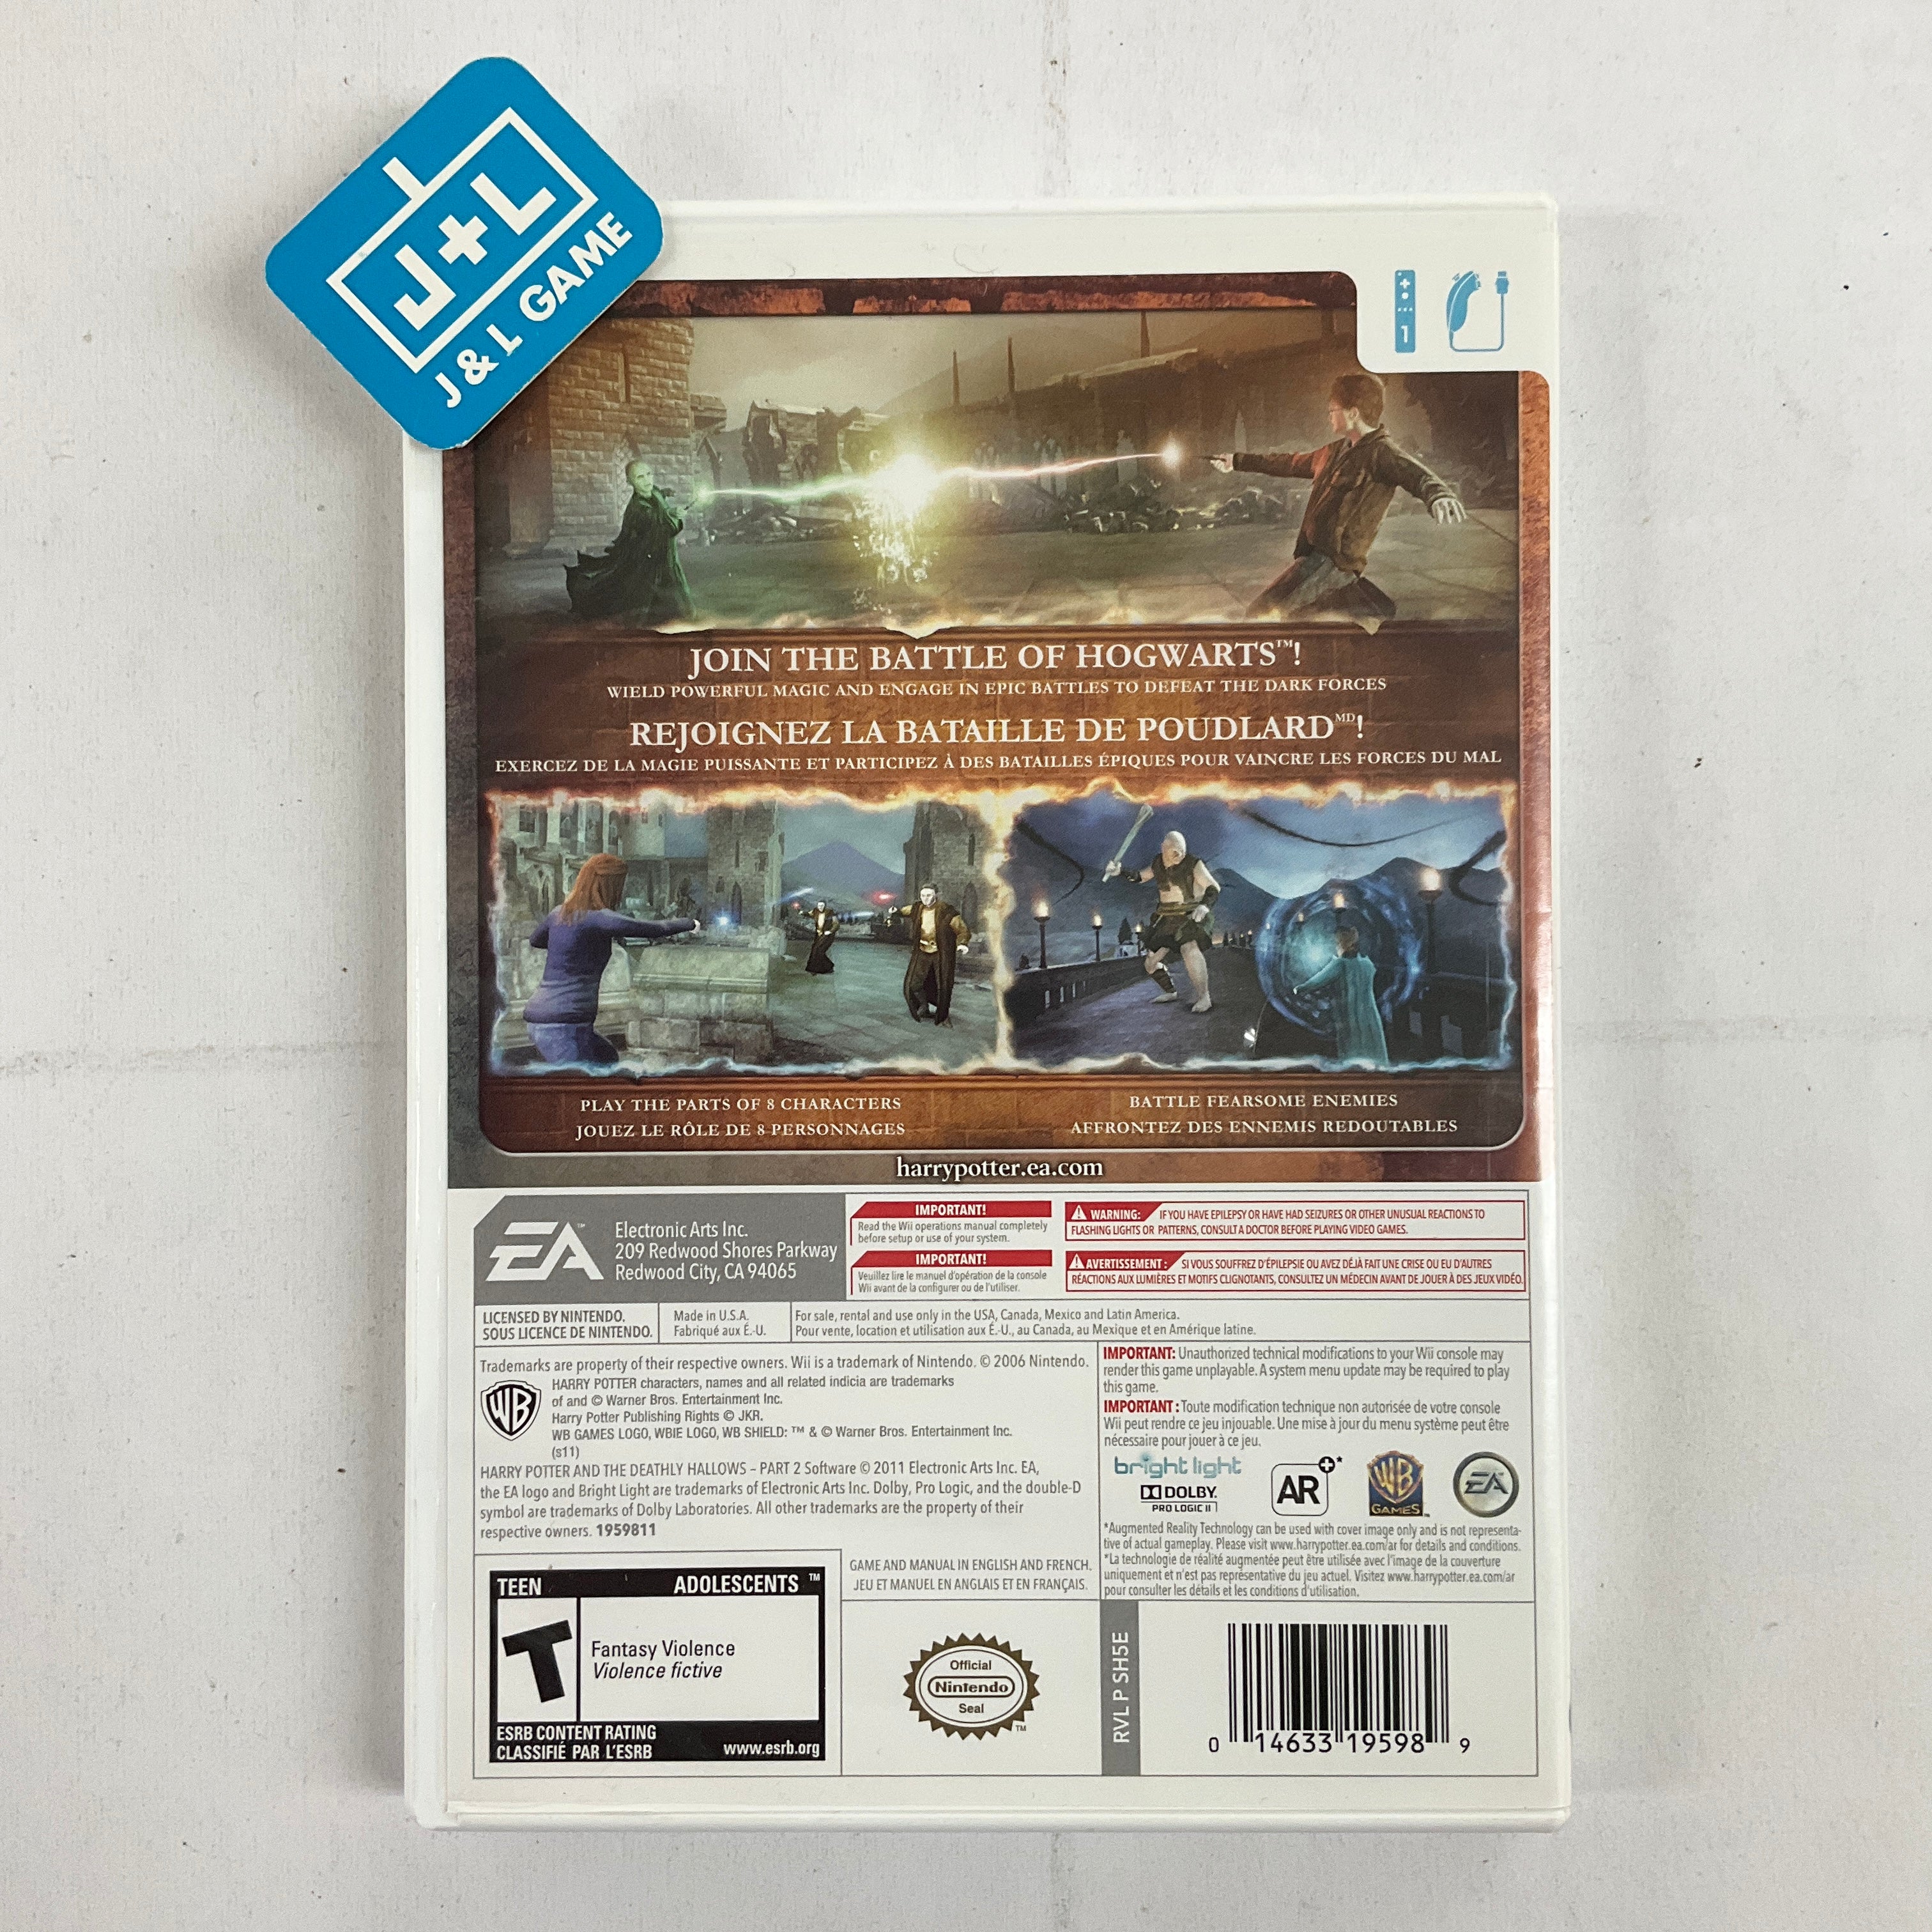 J+L
J & L GAME
1
JOIN THE BATTLE OF HOGWARTS™!
WIELD POWERFUL MAGIC AND ENGAGE IN EPIC BATTLES TO DEFEAT THE DARK FORCES
REJOIGNEZ LA BATAILLE DE POUDLARD MD!
EXERCEZ DE LA MAGIE PUISSANTE ET PARTICIPEZ À DES BATAILLES ÉPIQUES POUR VAINCRE LES FORCES DU MAL
PLAY THE PARTS OF 8 CHARACTERS
JOUEZ LE RÔLE DE 8 PERSONNAGES
BATTLE FEARSOME ENEMIES
AFFRONTEZ DES ENNEMIS REDOUTABLES
harrypotter.ea.com
EA™
Electronic Arts Inc.
209 Redwood Shores Parkway
Redwood City, CA 94065
IMPORTANT!
Read the Wii operations manual completely
before setup or use of your system.
IMPORTANT!
Veuillez lire le manuel d'opération de la console
Wii avant de la configurer ou de l'utiliser.
WARNING: IF YOU HAVE EPILEPSY OR HAVE HAD SEIZURES OR OTHER UNUSUAL REACTIONS TO
FLASHING LIGHTS OR PATTERNS, CONSULT A DOCTOR BEFORE PLAYING VIDEO GAMES.
AVERTISSEMENT : SI VOUS SOUFFREZ D'ÉPILEPSIE OU AVEZ DÉJÀ FAIT UNE CRISE OU EU D'AUTRES
RÉACTIONS AUX LUMIÈRES ET MOTIFS CLIGNOTANTS, CONSULTEZ UN MÉDECIN AVANT DE JOUER À DES JEUX VIDÉO.
LICENSED BY NINTENDO.
SOUS LICENCE DE NINTENDO.
Made in U.S.A.
Fabriqué aux É.-U.
For sale, rental and use only in the USA, Canada, Mexico and Latin America.
Pour vente, location et utilisation aux É.-U., au Canada, au Mexique et en Amérique latine.
Trademarks are property of their respective owners. Wii is a trademark of Nintendo. © 2006 Nintendo.
WB
HARRY POTTER characters, names and all related indicia are trademarks
of and © Warner Bros. Entertainment Inc.
Harry Potter Publishing Rights © JKR.
WB GAMES LOGO, WBIE LOGO, WB SHIELD: ™ & © Warner Bros. Entertainment Inc.
(s11)
HARRY POTTER AND THE DEATHLY HALLOWS – PART 2 Software © 2011 Electronic Arts Inc. EA,
the EA logo and Bright Light are trademarks of Electronic Arts Inc. Dolby, Pro Logic, and the double-D
symbol are trademarks of Dolby Laboratories. All other trademarks are the property of their
respective owners. 1959811
IMPORTANT: Unauthorized technical modifications to your Wii console may
render this game unplayable. A system menu update may be required to play
this game.
IMPORTANT : Toute modification technique non autorisée de votre console
Wii peut rendre ce jeu injouable. Une mise à jour du menu système peut être
nécessaire pour jouer à ce jeu.
bright light
DOLBY
PRO LOGIC II
AR+*
WB
GAMES™
EA
*Augmented Reality Technology can be used with cover image only and is not representa-
tive of actual gameplay. Please visit www.harrypotter.ea.com/ar for details and conditions.
*La technologie de réalité augmentée peut être utilisée avec l'image de la couverture
uniquement et n'est pas représentative du jeu actuel. Visitez www.harrypotter.ea.com/ar
pour consulter les détails et les conditions d'utilisation.
TEEN ADOLESCENTS ™
T
Fantasy Violence
Violence fictive
ESRB CONTENT RATING
CLASSIFIÉ PAR L'ESRB www.esrb.org
GAME AND MANUAL IN ENGLISH AND FRENCH.
JEU ET MANUEL EN ANGLAIS ET EN FRANÇAIS.
Official
Nintendo
Seal
™
RVL P SH5E
0 14633 19598 9